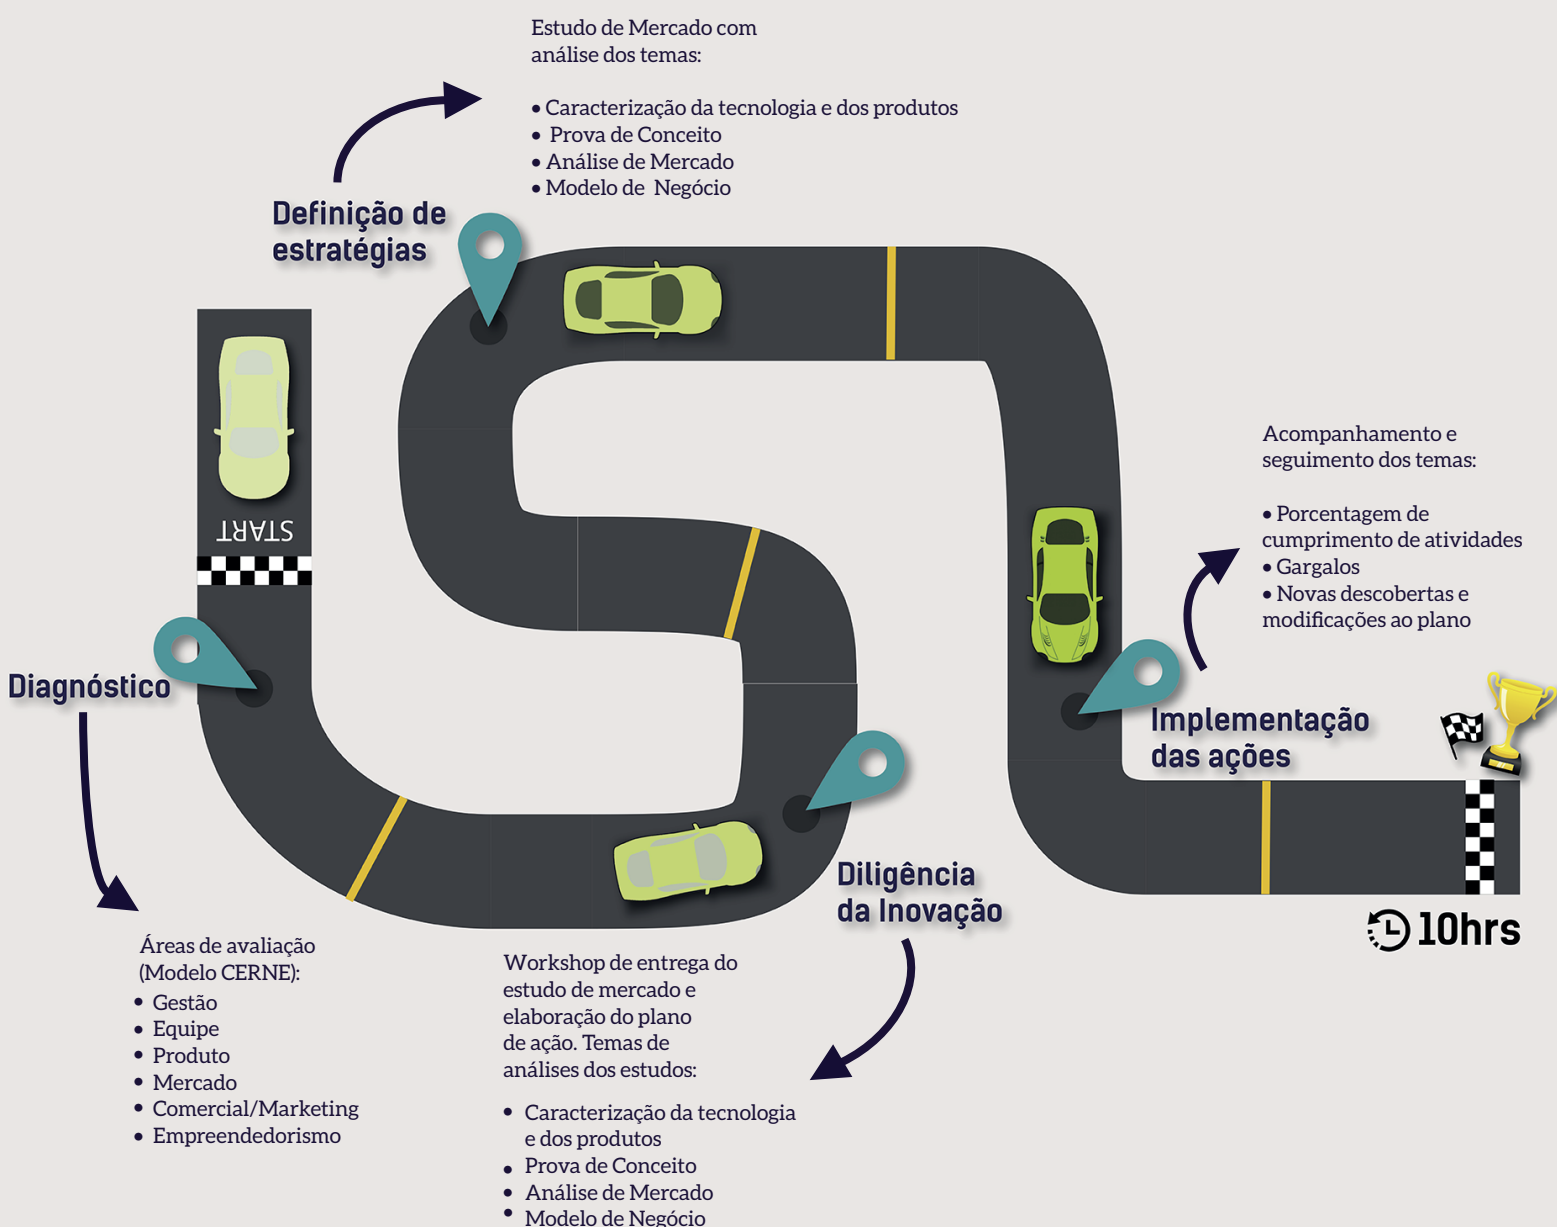 Estudo de Mercado com
análise dos temas:
• Caracterização da tecnologia e dos produtos
• Prova de Conceito
• Análise de Mercado
• Modelo de Negócio
Definição de
estratégias
START
Diagnóstico
Áreas de avaliação
(Modelo CERNE):
• Gestão
• Equipe
• Produto
• Mercado
• Comercial/Marketing
• Empreendedorismo
Diligência
da Inovação
Workshop de entrega do
estudo de mercado e
elaboração do plano
de ação. Temas de
análises dos estudos:
• Caracterização da tecnologia
e dos produtos
• Prova de Conceito
• Análise de Mercado
• Modelo de Negócio
Acompanhamento e
seguimento dos temas:
• Porcentagem de
cumprimento de atividades
• Gargalos
• Novas descobertas e
modificações ao plano
Implementação
das ações
10hrs